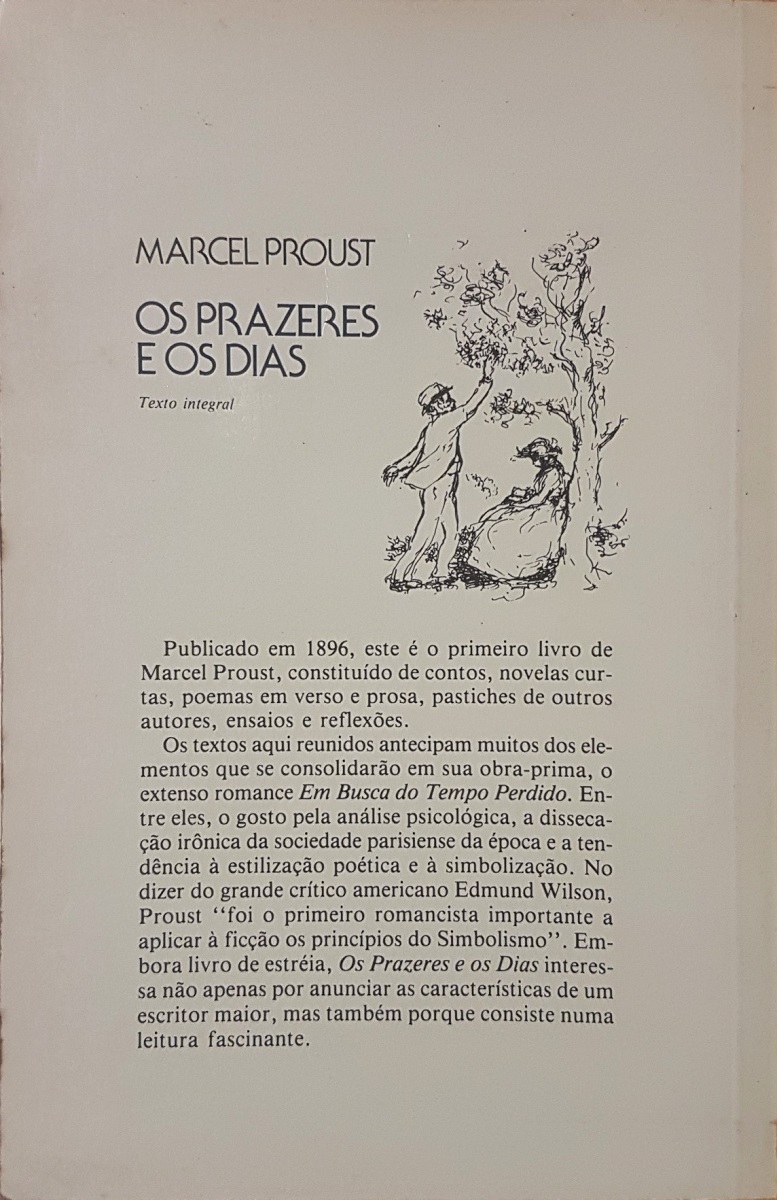 MARCEL PROUST
OS PRAZERES
E OS DIAS
Texto integral
Publicado em 1896, este é o primeiro livro de
Marcel Proust, constituído de contos, novelas cur-
tas, poemas em verso e prosa, pastiches de outros
autores, ensaios e reflexões.
Os textos aqui reunidos antecipam muitos dos ele-
mentos que se consolidarão em sua obra-prima, o
extenso romance Em Busca do Tempo Perdido. En-
tre eles, o gosto pela análise psicológica, a disseca-
ção irônica da sociedade parisiense da época e a ten-
dência à estilização poética e à simbolização. No
dizer do grande crítico americano Edmund Wilson,
Proust “foi o primeiro romancista importante a
aplicar à ficção os princípios do Simbolismo”. Em-
bora livro de estréia, Os Prazeres e os Dias interes-
sa não apenas por anunciar as características de um
escritor maior, mas também porque consiste numa
leitura fascinante.